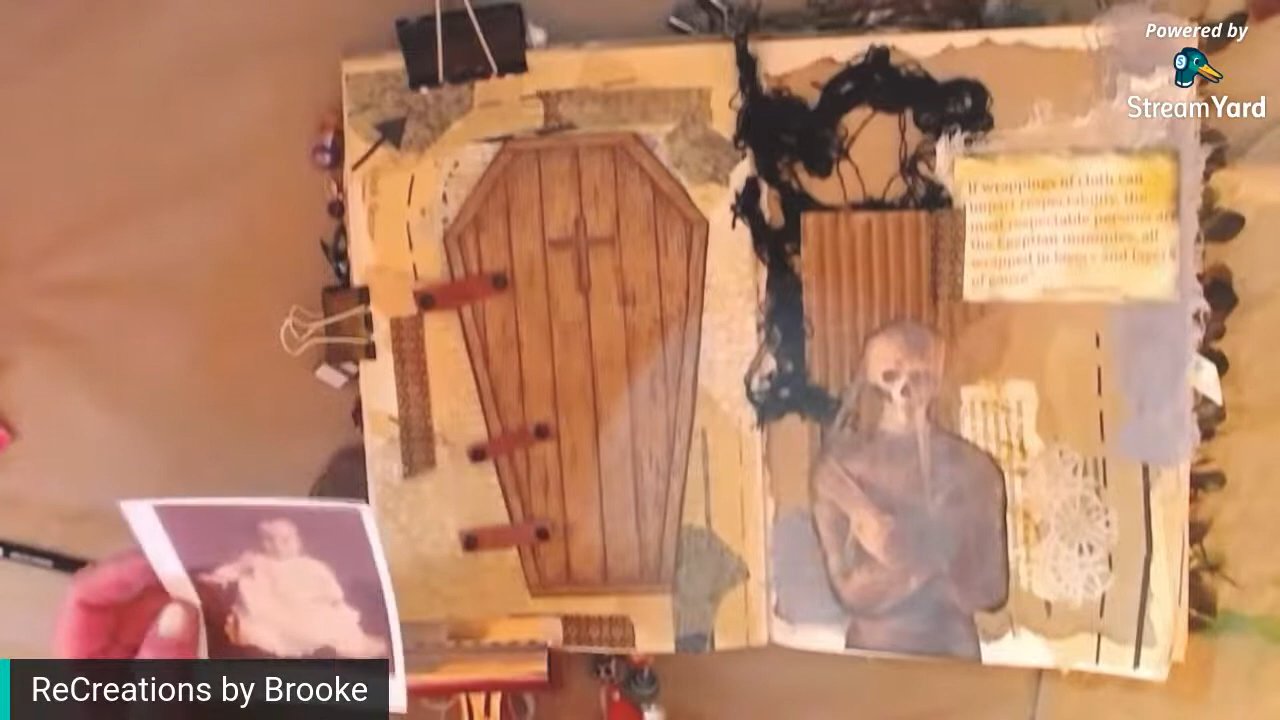 Powered by
StreamYard
If wrappings of cloth can
impart respectability, the
most respectable persons are
the Egyptian mummies, all
wrapped in layers and layers
of gauze
ReCreations by Brooke